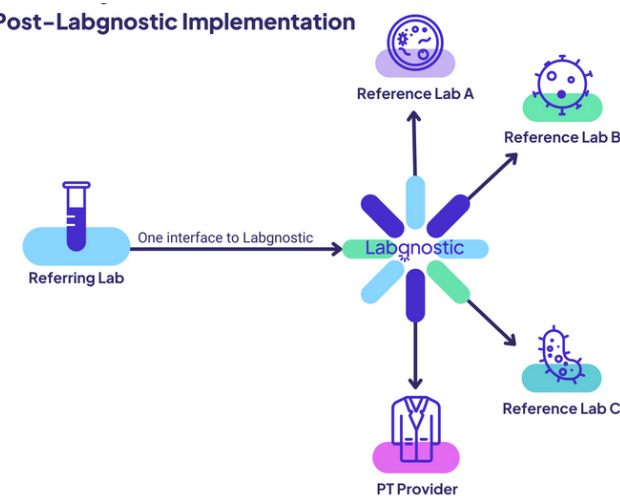 Post-Labgnostic Implementation
Reference Lab A
Reference Lab B
One interface to Labgnostic
Labgnostic
Referring Lab
Reference Lab C
PT Provider